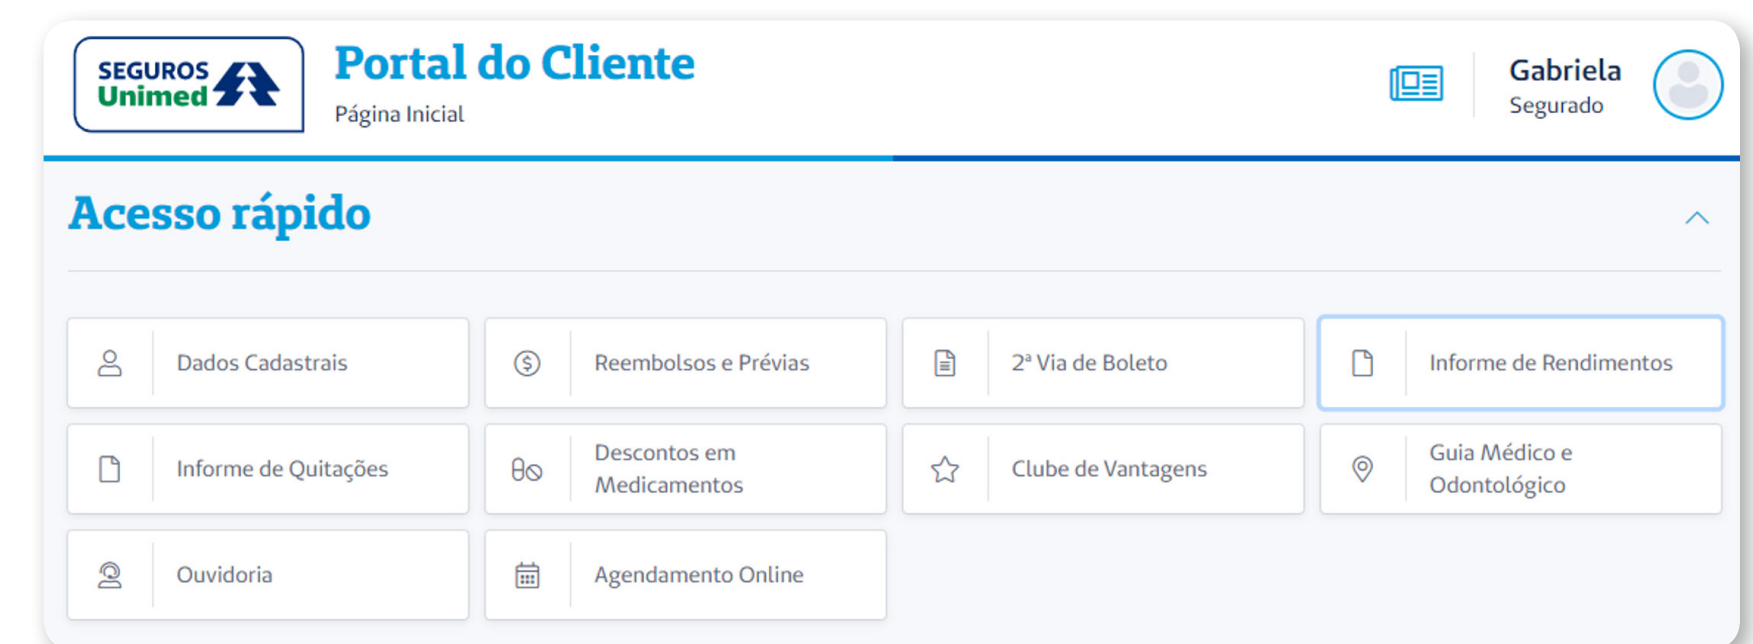 SEGUROS
Unimed
Portal do Cliente
Página Inicial
Gabriela
Segurado
Acesso rápido
Dados Cadastrais
Reembolsos e Prévias
2ª Via de Boleto
Informe de Rendimentos
Informe de Quitações
Descontos em
Medicamentos
Clube de Vantagens
Guia Médico e
Odontológico
Ouvidoria
Agendamento Online